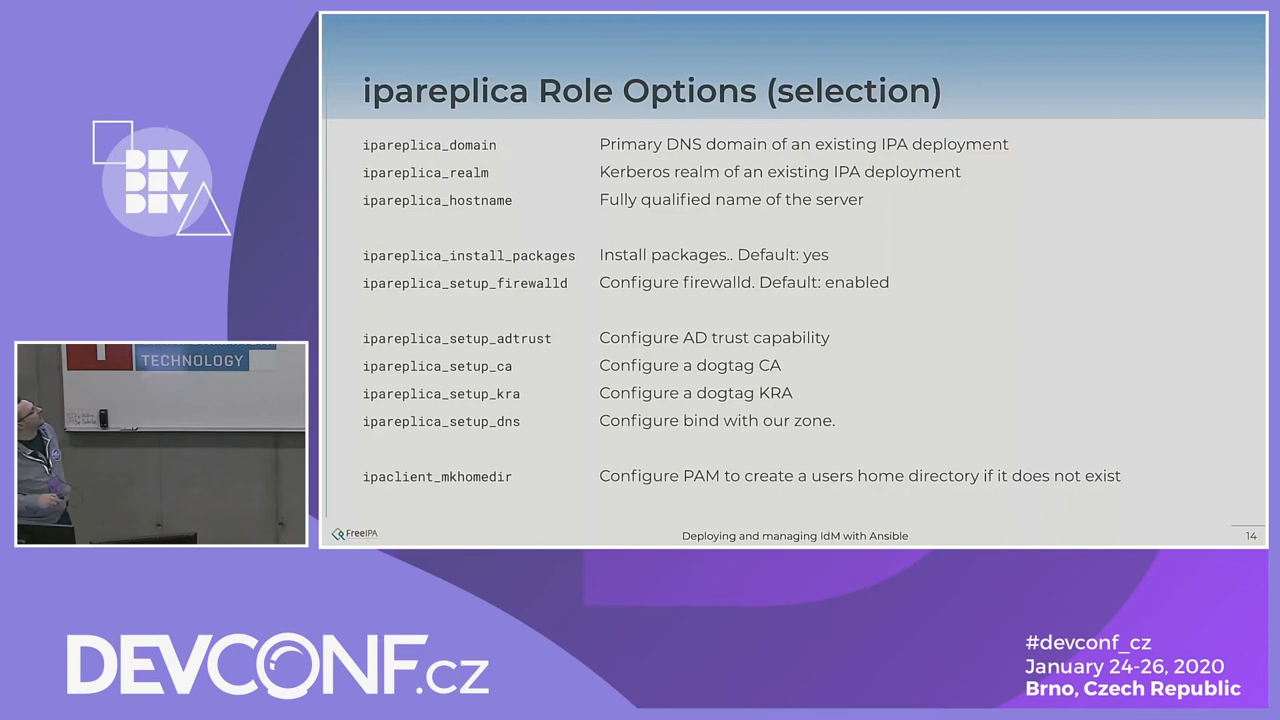 DEV
DEV
DEV
ipareplica Role Options (selection)
ipareplica_domain Primary DNS domain of an existing IPA deployment
ipareplica_realm Kerberos realm of an existing IPA deployment
ipareplica_hostname Fully qualified name of the server
ipareplica_install_packages Install packages.. Default: yes
ipareplica_setup_firewalld Configure firewalld. Default: enabled
ipareplica_setup_adtrust Configure AD trust capability
ipareplica_setup_ca Configure a dogtag CA
ipareplica_setup_kra Configure a dogtag KRA
ipareplica_setup_dns Configure bind with our zone.
ipaclient_mkhomedir Configure PAM to create a users home directory if it does not exist
FreeIPA Deploying and managing IdM with Ansible 14
TECHNOLOGY
DEVCONF.cz
#devconf_cz
January 24-26, 2020
Brno, Czech Republic